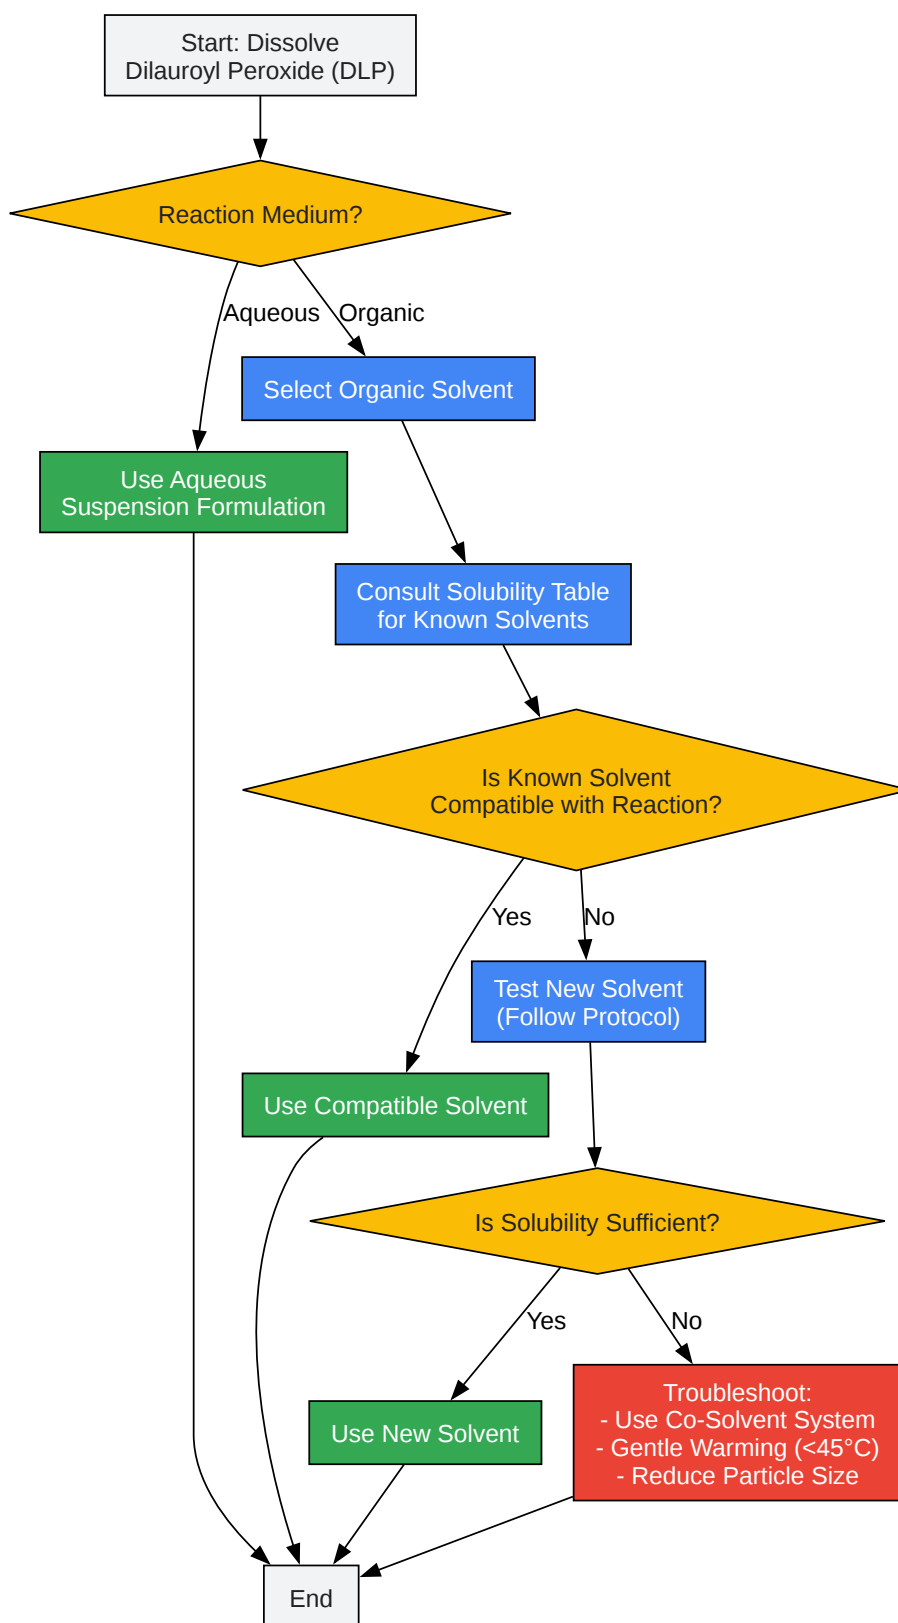 Start: Dissolve
Dilauroyl Peroxide (DLP)
Reaction Medium?
Aqueous
Organic
Select Organic Solvent
Use Aqueous
Suspension Formulation
Consult Solubility Table
for Known Solvents
Is Known Solvent
Compatible with Reaction?
Yes
No
Test New Solvent
(Follow Protocol)
Use Compatible Solvent
Is Solubility Sufficient?
Yes
No
Troubleshoot:
- Use Co-Solvent System
- Gentle Warming (<45°C)
- Reduce Particle Size
Use New Solvent
End